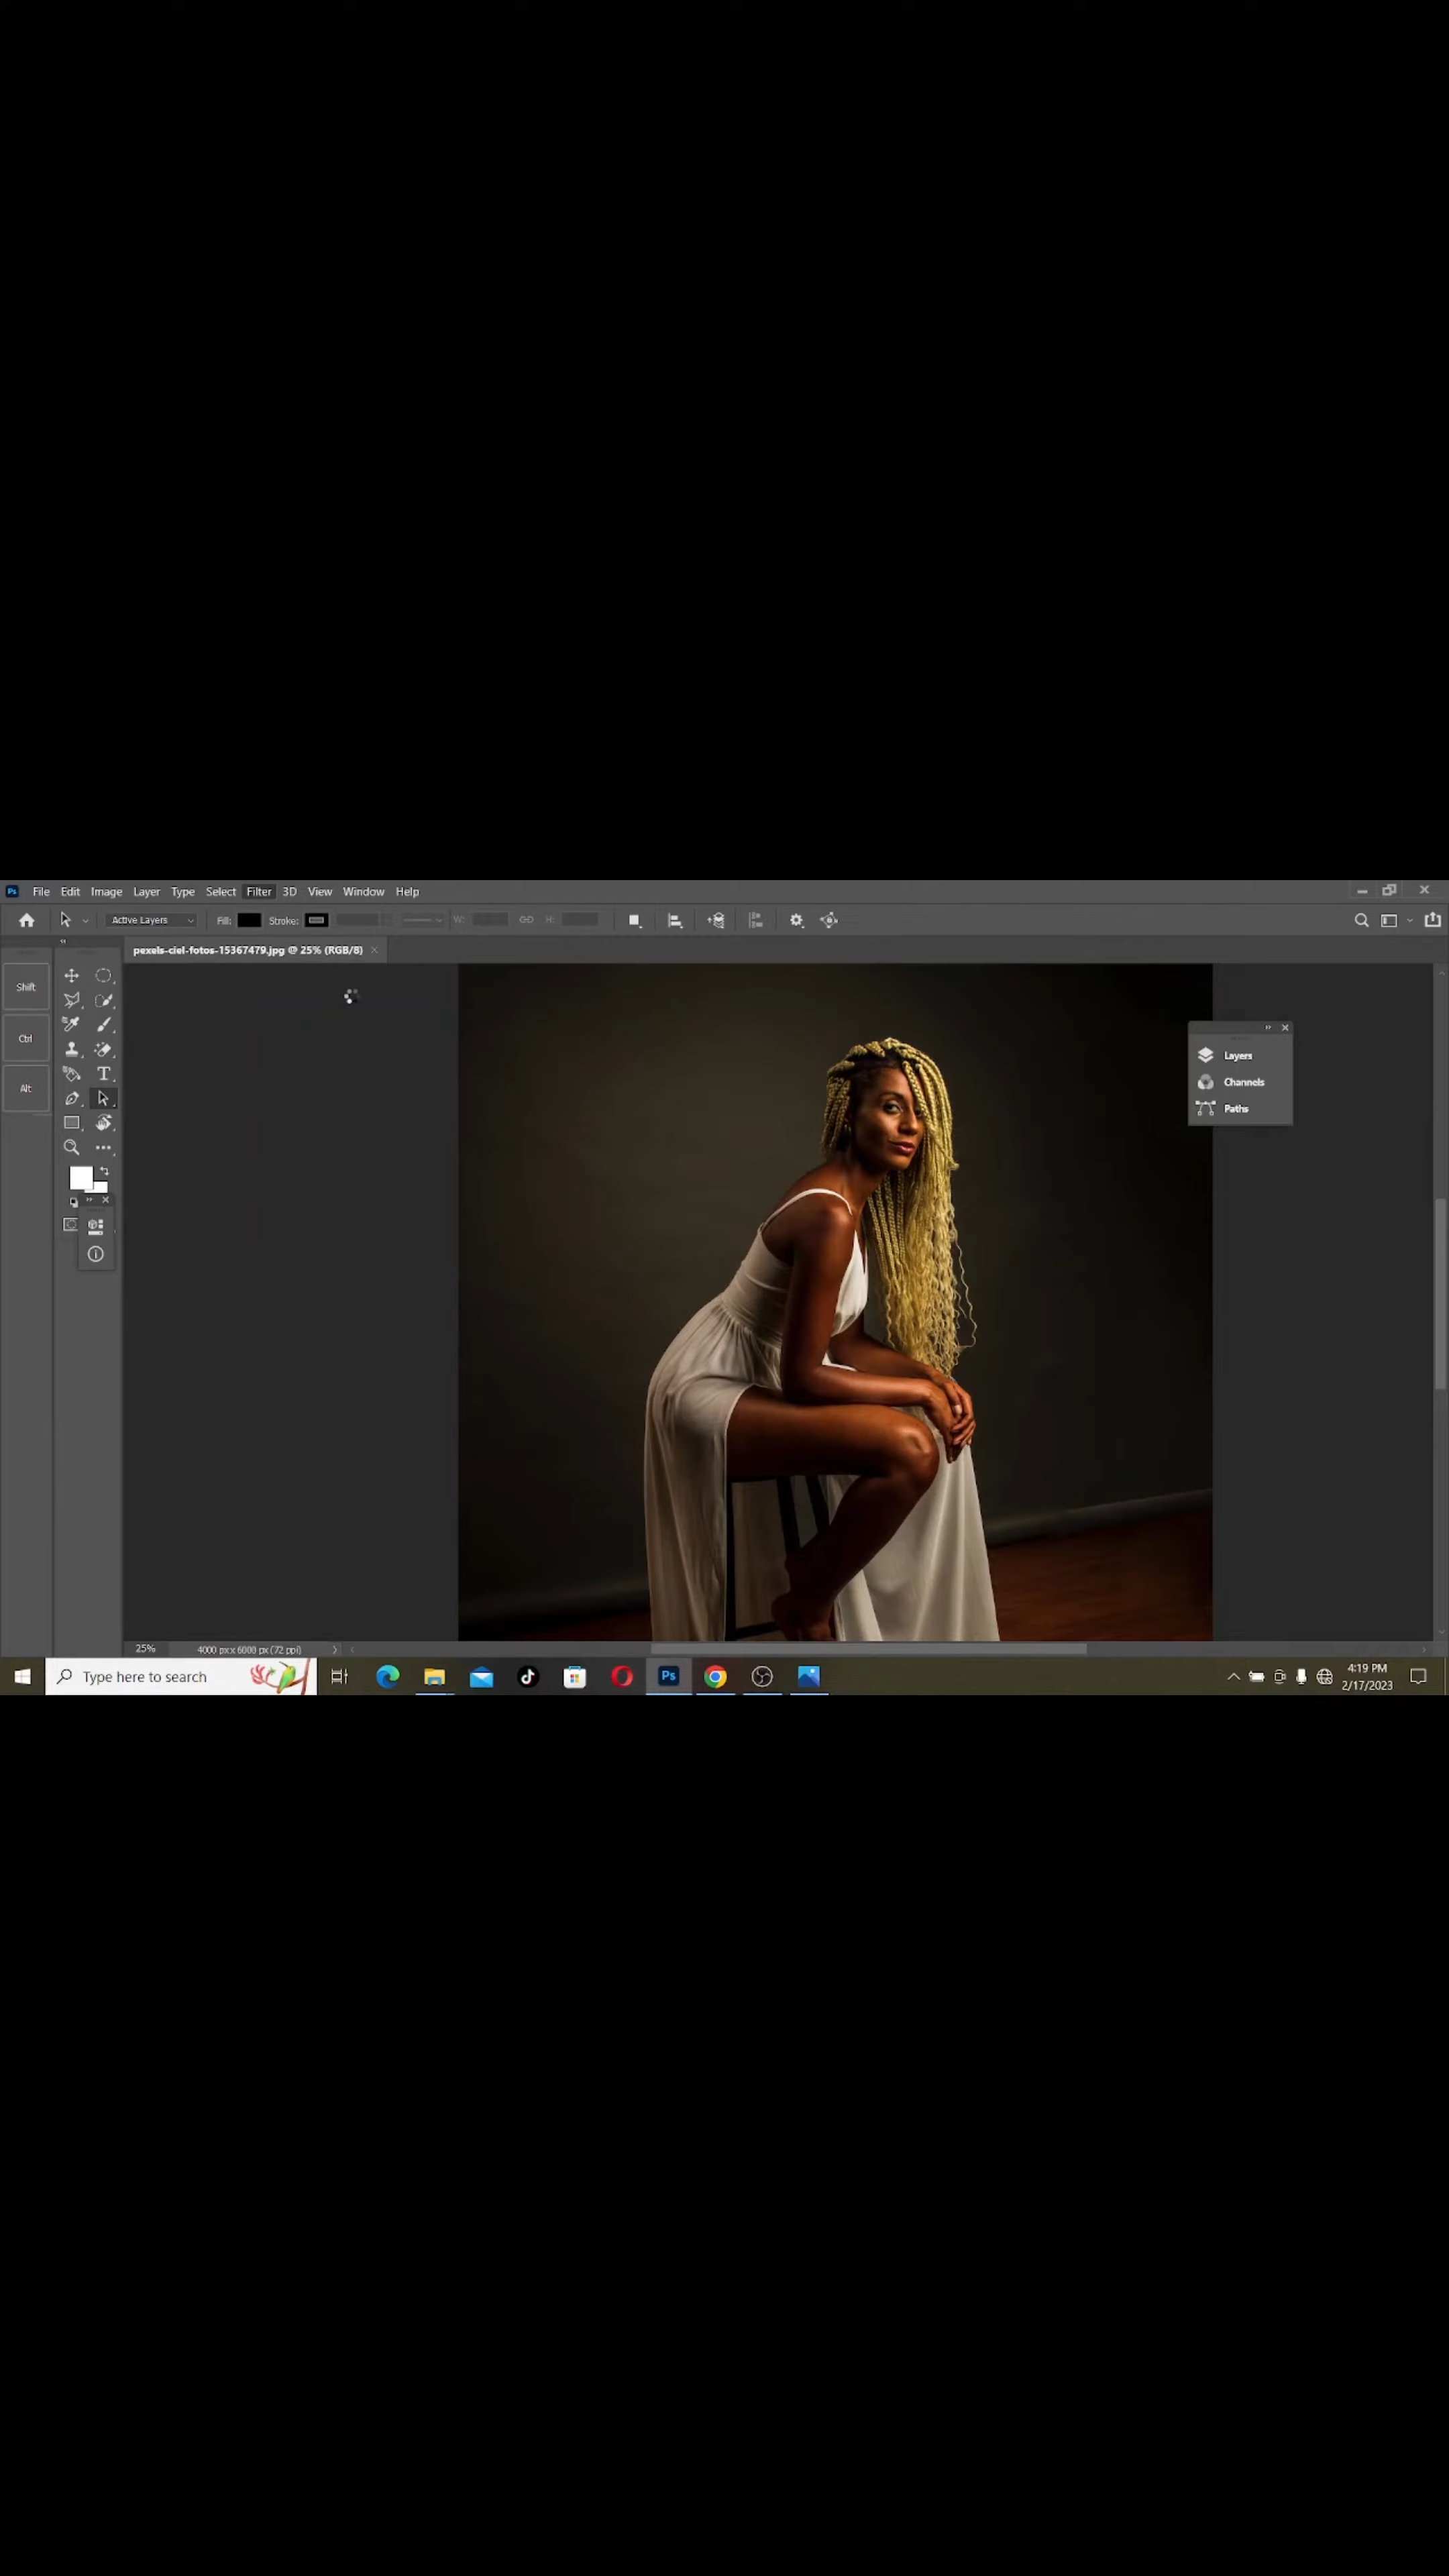 Ps File Edit Image Layer Type Select Filter 3D View Window Help
Active Layers Fill: Stroke: W: H:
pexels-ciel-fotos-15367479.jpg @ 25% (RGB/8)
Shift
Ctrl
Alt
T
Layers
Channels
Paths
25% 4000 px x 6000 px (72 ppi)
Type here to search
Ps
4:19 PM
2/17/2023